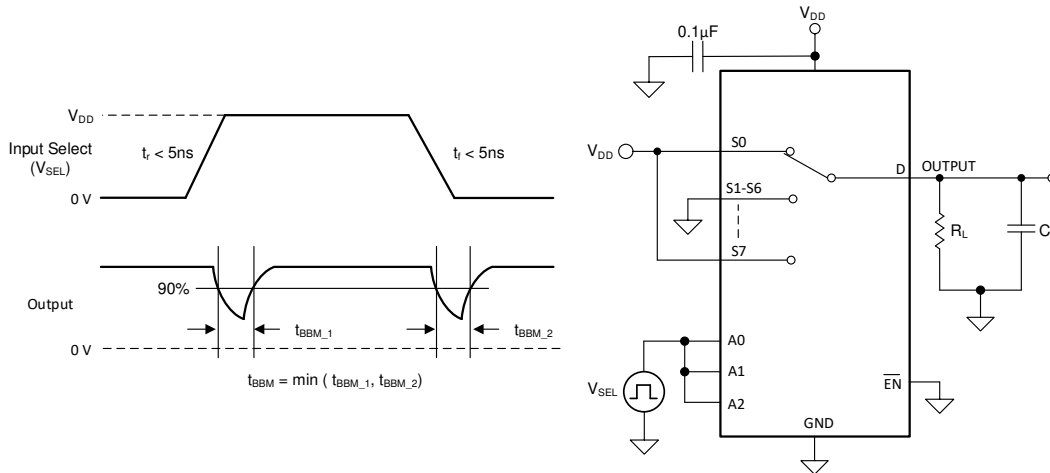 V_DD
Input Select
(V_SEL)
t_r < 5ns
t_f < 5ns
0 V
Output
90%
t_BBM_1
t_BBM_2
0 V
t_BBM = min ( t_BBM_1, t_BBM_2)
V_DD
0.1µF
V_DD
S0
S1-S6
S7
D
OUTPUT
R_L
C
A0
A1
A2
V_SEL
EN
GND